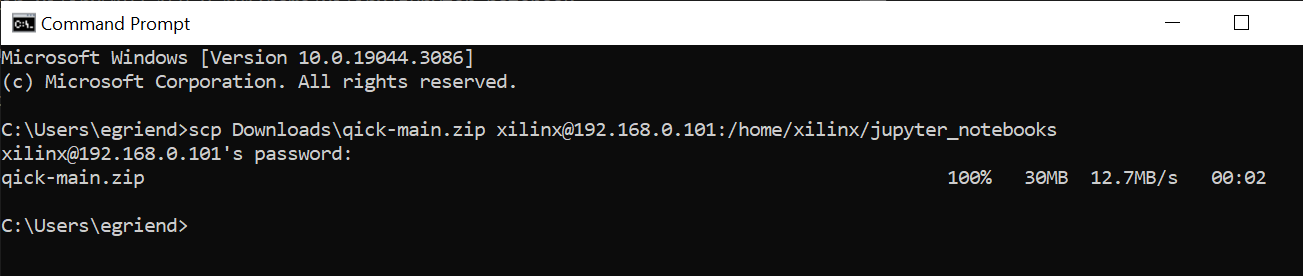 Command Prompt
Microsoft Windows [Version 10.0.19044.3086]
(c) Microsoft Corporation. All rights reserved.
C:\Users\egriend>scp Downloads\qick-main.zip xilinx@192.168.0.101:/home/xilinx/jupyter_notebooks
xilinx@192.168.0.101's password:
qick-main.zip 100% 30MB 12.7MB/s 00:02
C:\Users\egriend>